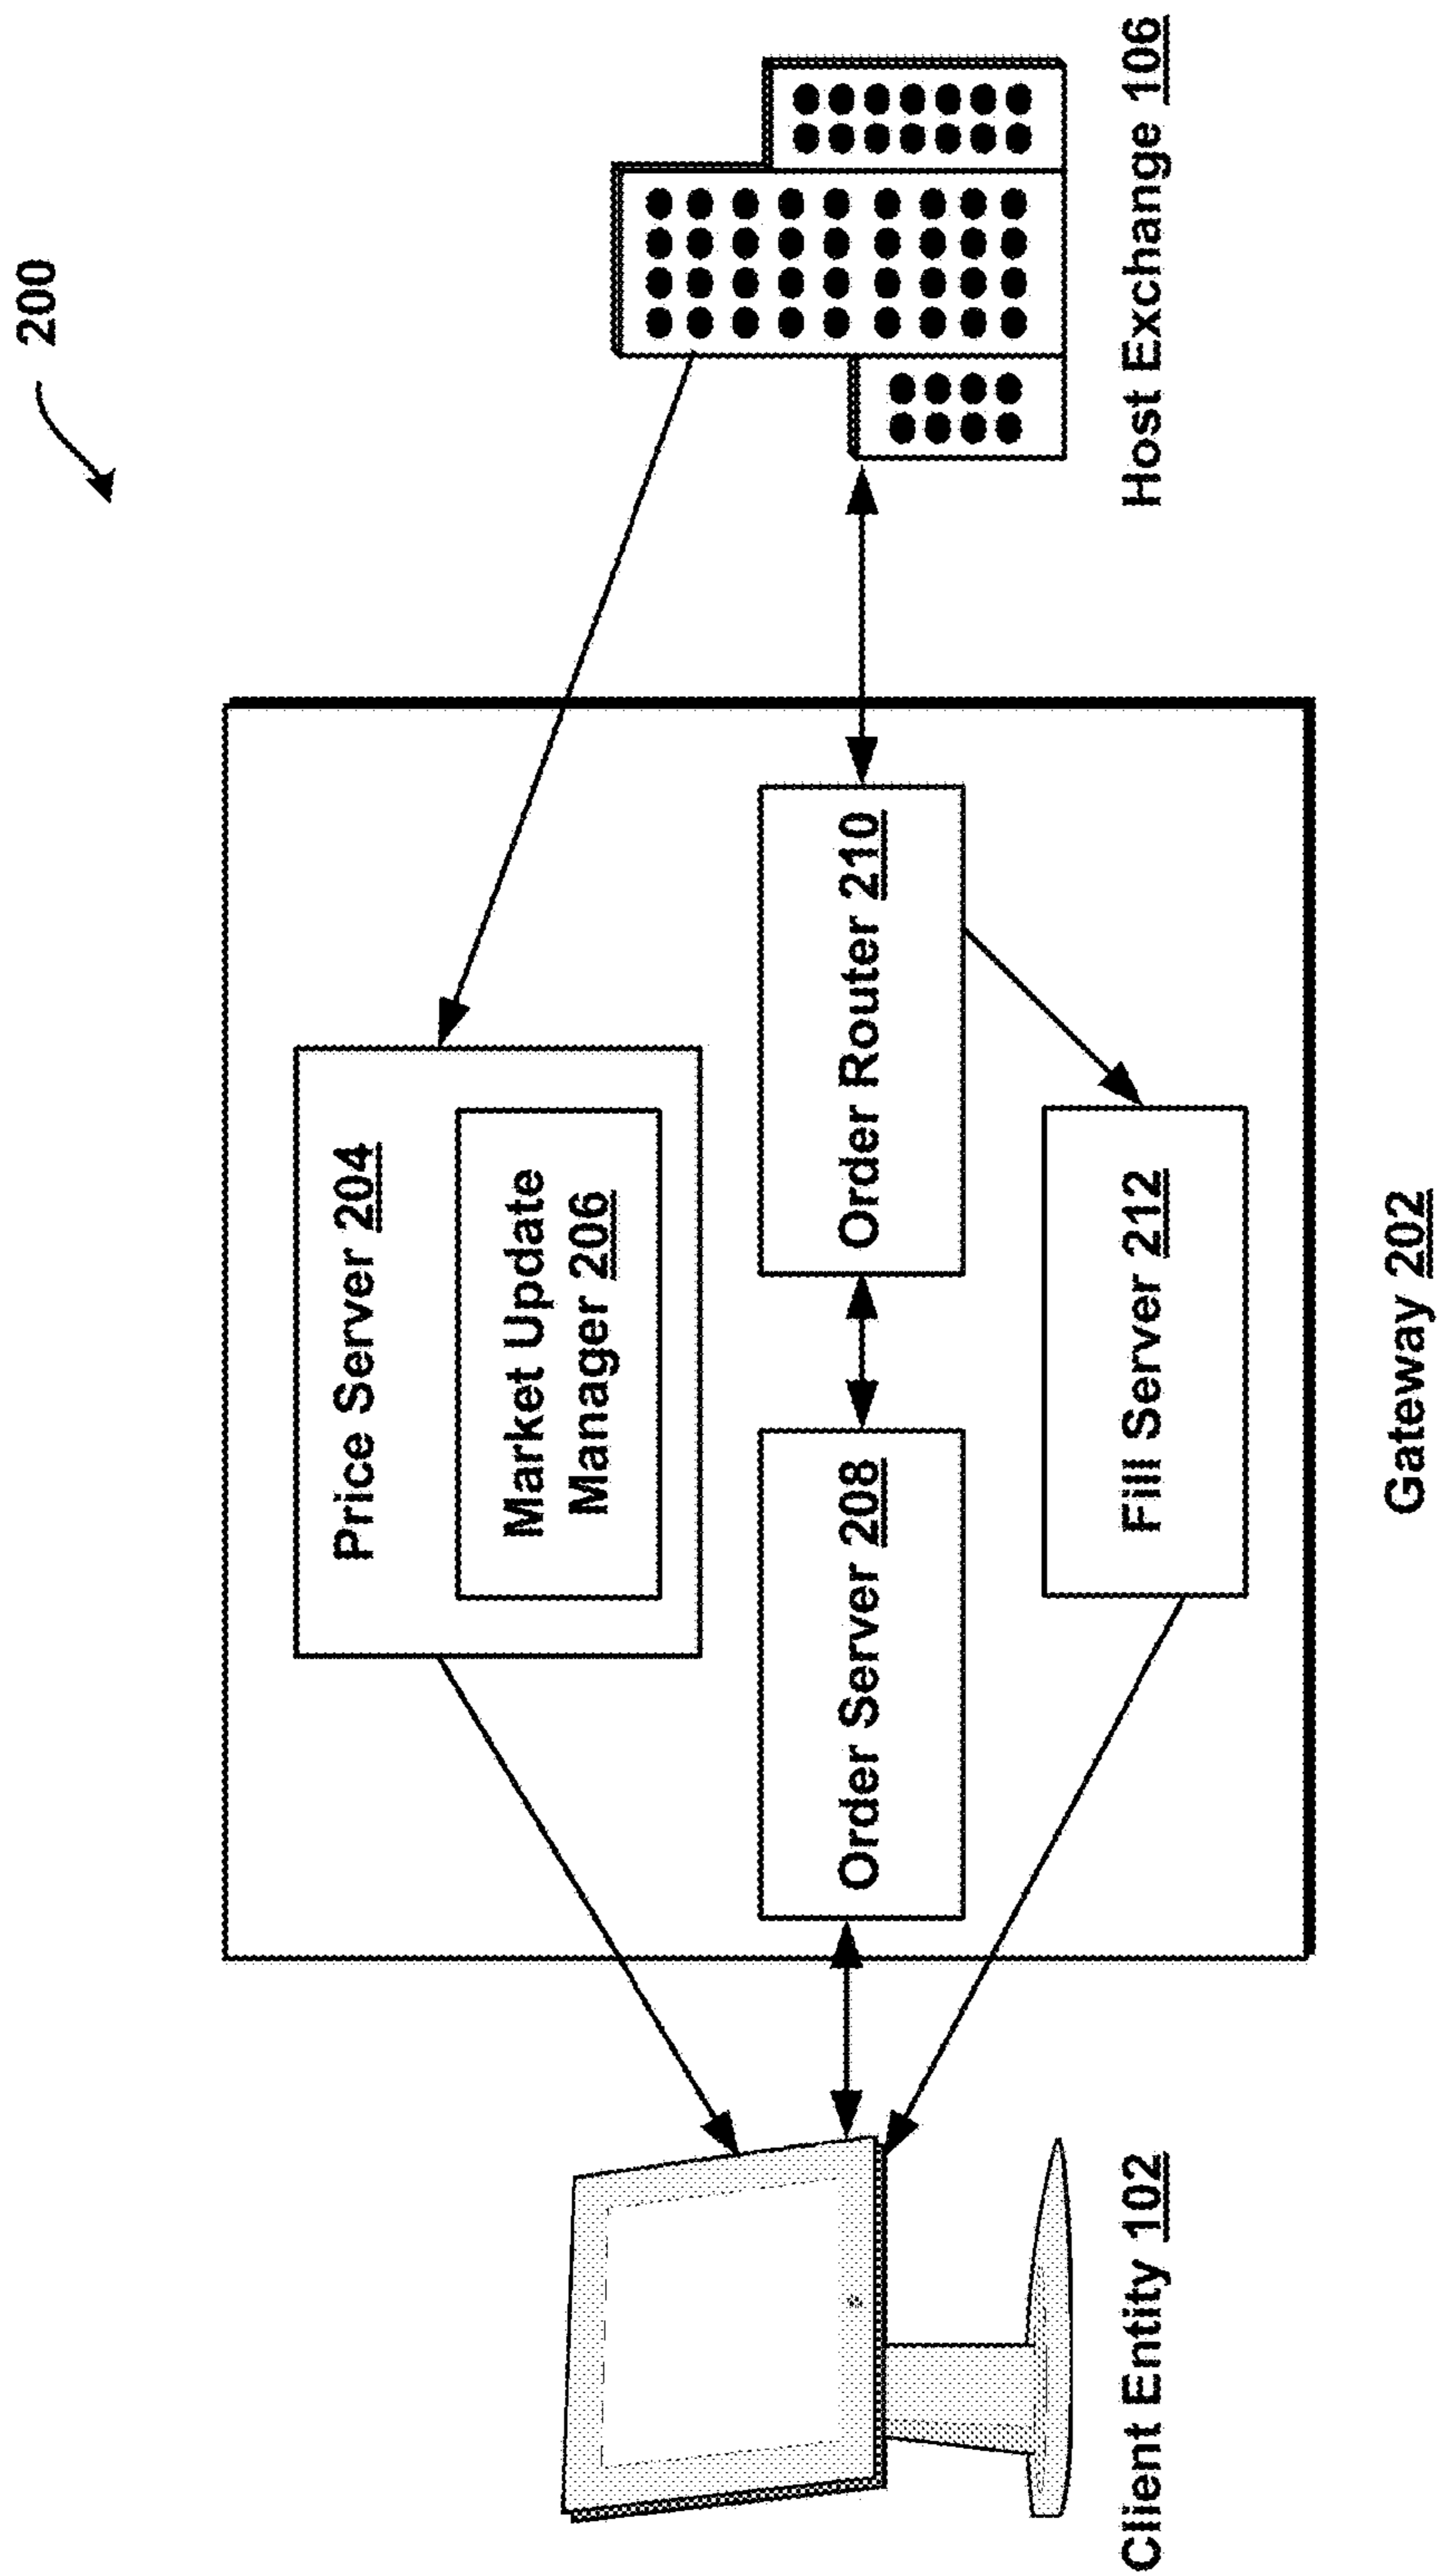 200
Price Server 204
Market Update
Manager 206
Order Server 208
Order Router 210
Fill Server 212
Client Entity 102
Host Exchange 106
Gateway 202